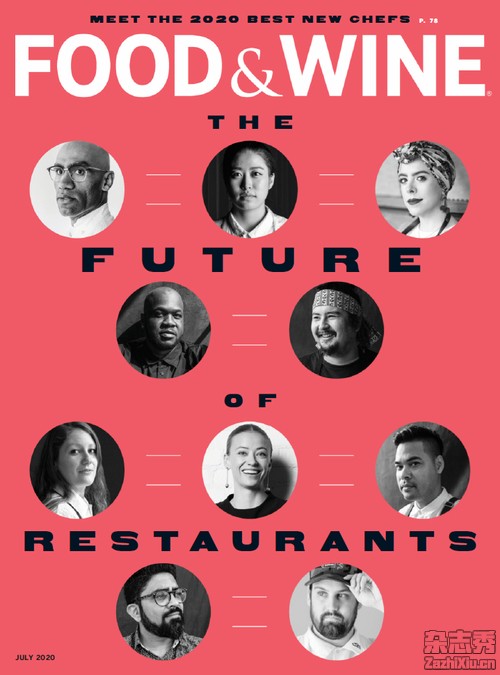 MEET THE 2020 BEST NEW CHEFS P. 78
FOOD & WINE®
THE
FUTURE
OF
RESTAURANTS
JULY 2020
杂志秀
ZazhiXiu.cn